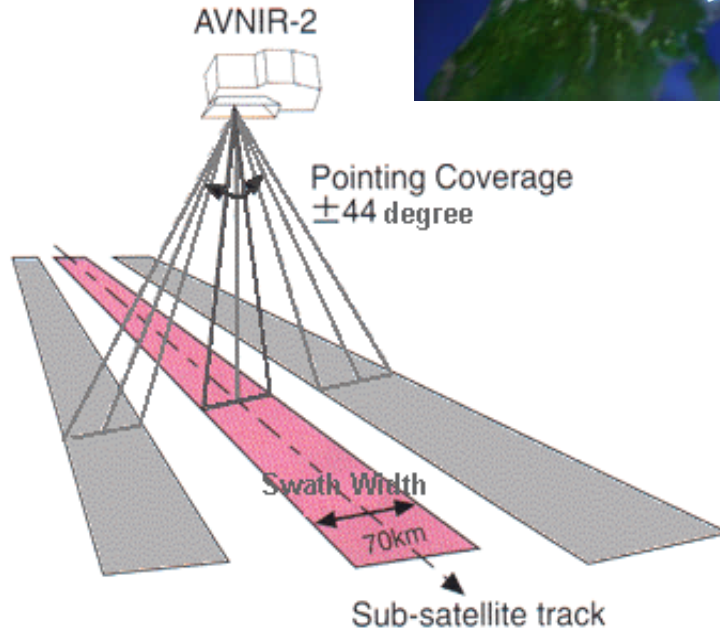 AVNIR-2
Pointing Coverage
±44 degree
Swath Width
70km
Sub-satellite track